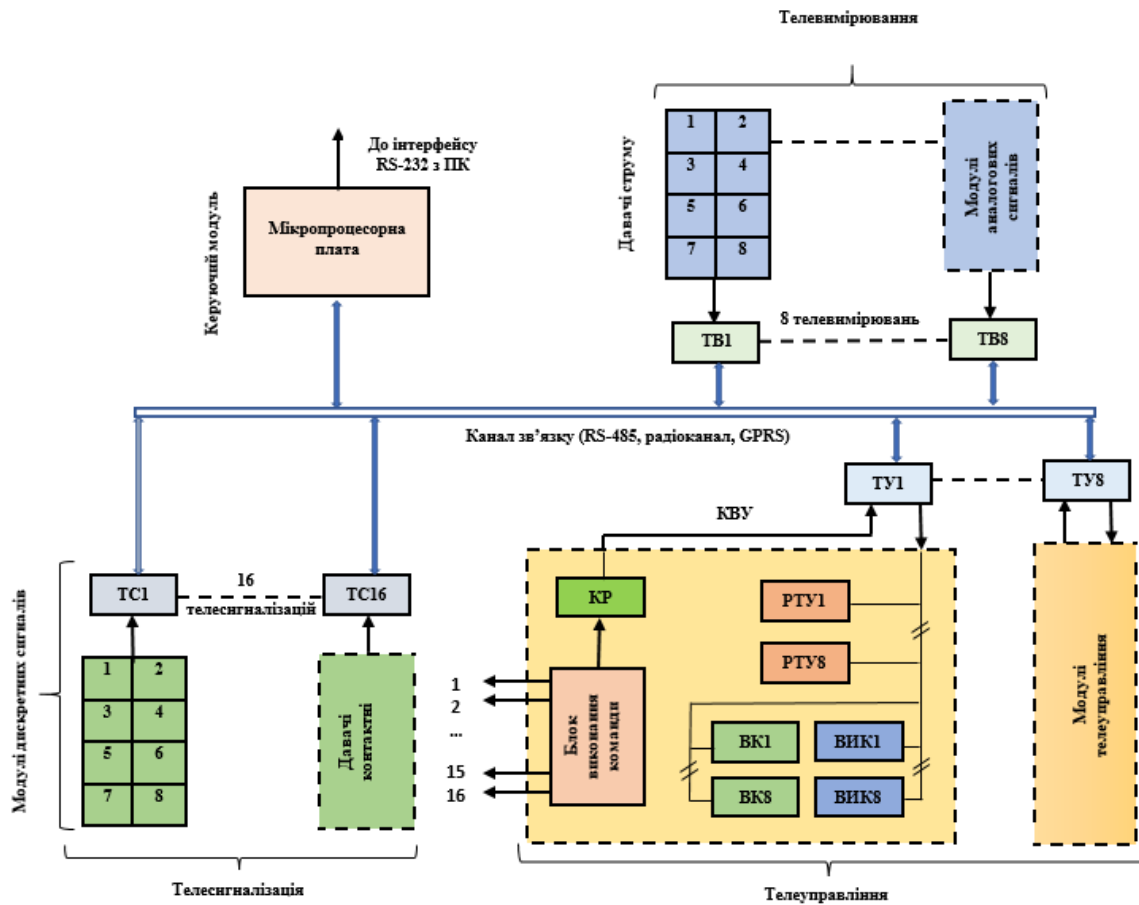 Телевимірювання
До інтерфейсу
RS-232 з ПК
Керуючий модуль
Мікропроцесорна
плата
Давачі струму
1 2
3 4
5 6
7 8
Модулі
аналогових
сигналів
ТВ1
8 телевимірювань
ТВ8
Канал зв’язку (RS-485, радіоканал, GPRS)
ТУ1
ТУ8
КВУ
Модулі дискретних сигналів
ТС1
16
телесигналізацій
ТС16
1 2
3 4
5 6
7 8
Давачі
контактні
1
2
...
15
16
КР
Блок
виконання
команди
РТУ1
РТУ8
ВК1
ВИК1
ВК8
ВИК8
Модулі
телеуправління
Телесигналізація
Телеуправління